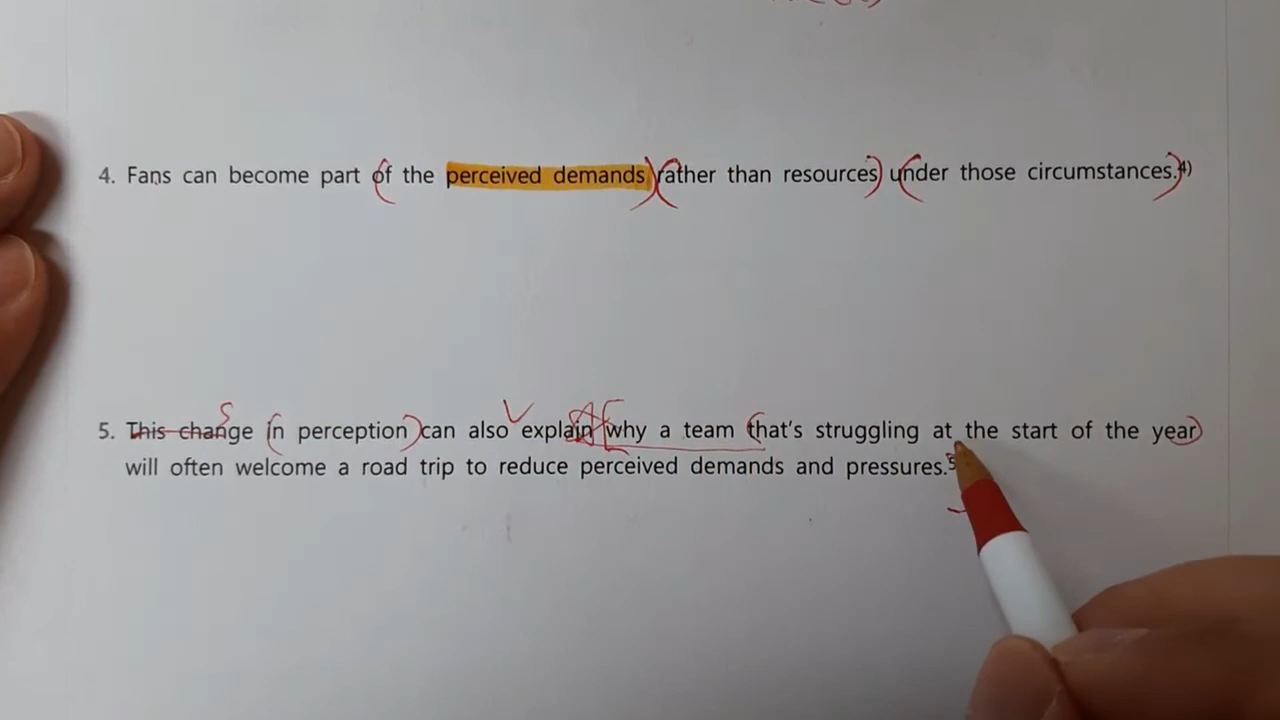 4. Fans can become part of the perceived demands rather than resources under those circumstances.4)
S V
5. This change in perception can also explain why a team that's struggling at the start of the year
will often welcome a road trip to reduce perceived demands and pressures.5